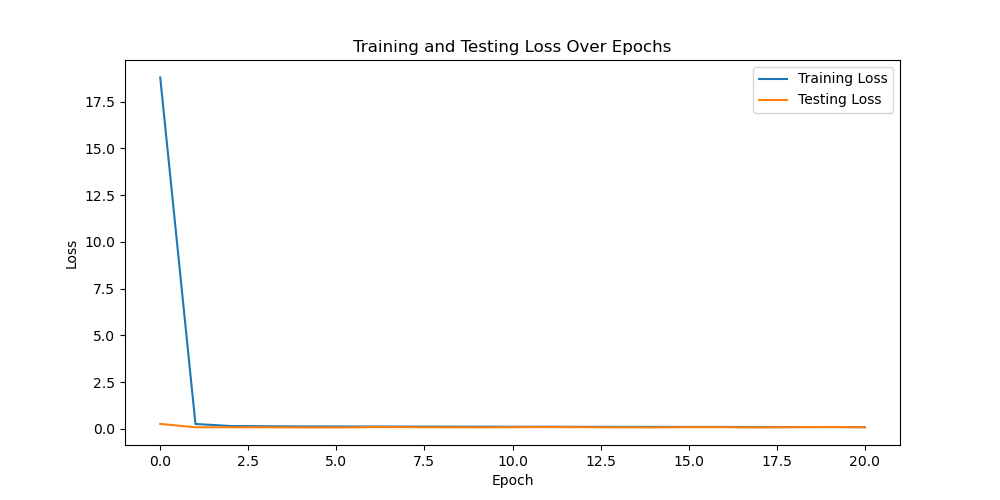 Training and Testing Loss Over Epochs
Training Loss
Testing Loss
17.5
15.0
12.5
10.0
7.5
5.0
2.5
0.0
Loss
0.0 2.5 5.0 7.5 10.0 12.5 15.0 17.5 20.0
Epoch